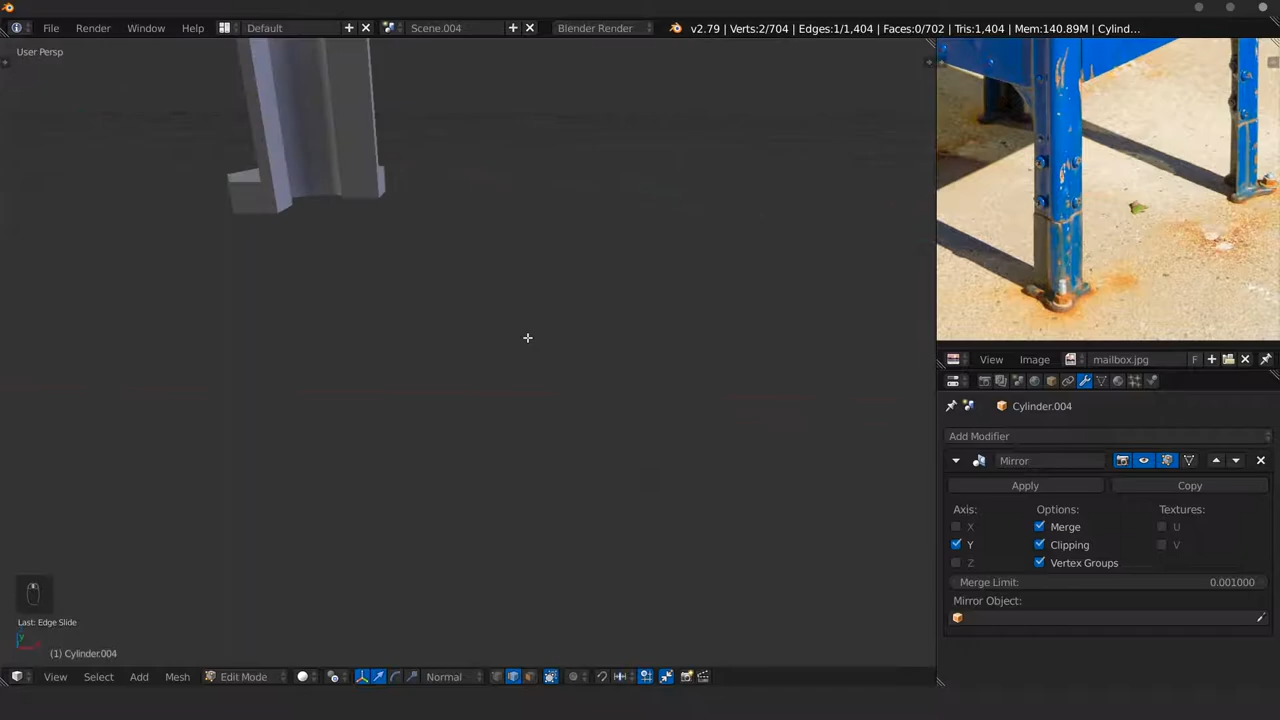 File Render Window Help Default Scene.004 Blender Render v2.79 | Verts:2/704 | Edges:1/1,404 | Faces:0/702 | Tris:1,404 | Mem:140.89M | Cylind...
User Persp
View Image mailbox.jpg F
Cylinder.004
Add Modifier
Mirror
Apply Copy
Axis: Options: Textures:
X Merge U
Y Clipping V
Z Vertex Groups
Merge Limit: 0.001000
Mirror Object:
Last: Edge Slide
y
(1) Cylinder.004
View Select Add Mesh Edit Mode Normal